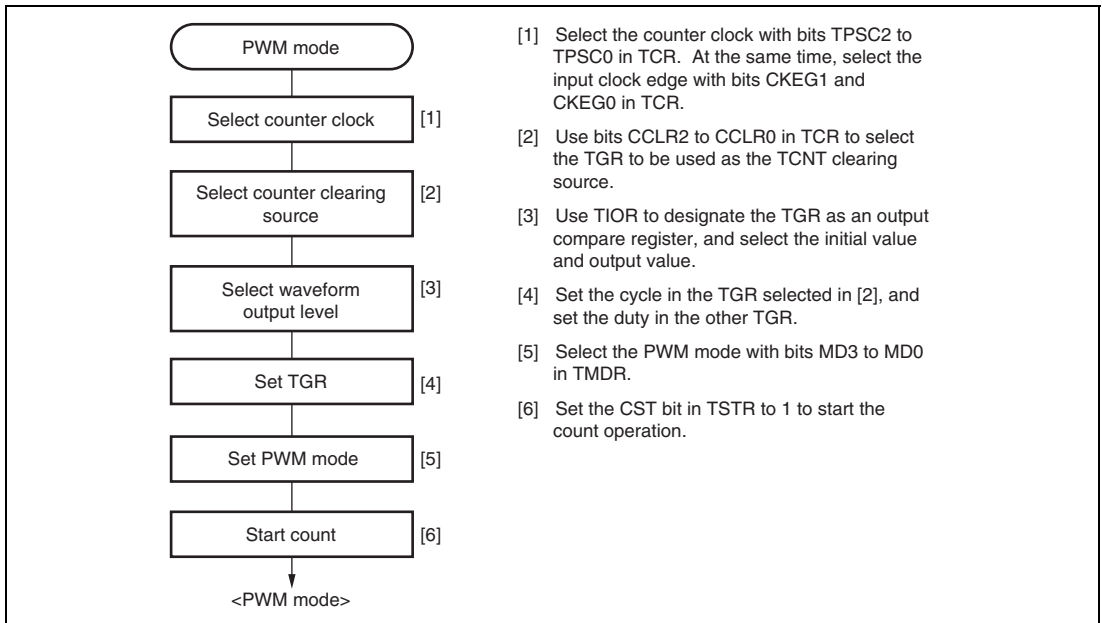 PWM mode
Select counter clock
[1]
Select counter clearing
source
[2]
Select waveform
output level
[3]
Set TGR
[4]
Set PWM mode
[5]
Start count
[6]
<PWM mode>
[1] Select the counter clock with bits TPSC2 to
TPSC0 in TCR. At the same time, select the
input clock edge with bits CKEG1 and
CKEG0 in TCR.
[2] Use bits CCLR2 to CCLR0 in TCR to select
the TGR to be used as the TCNT clearing
source.
[3] Use TIOR to designate the TGR as an output
compare register, and select the initial value
and output value.
[4] Set the cycle in the TGR selected in [2], and
set the duty in the other TGR.
[5] Select the PWM mode with bits MD3 to MD0
in TMDR.
[6] Set the CST bit in TSTR to 1 to start the
count operation.